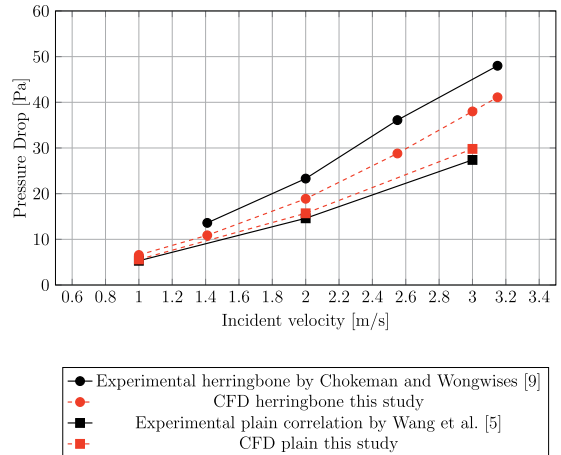 60
50
40
30
20
10
0
Pressure Drop [Pa]
0.6 0.8 1 1.2 1.4 1.6 1.8 2 2.2 2.4 2.6 2.8 3 3.2 3.4
Incident velocity [m/s]
Experimental herringbone by Chokeman and Wongwises [9]
CFD herringbone this study
Experimental plain correlation by Wang et al. [5]
CFD plain this study